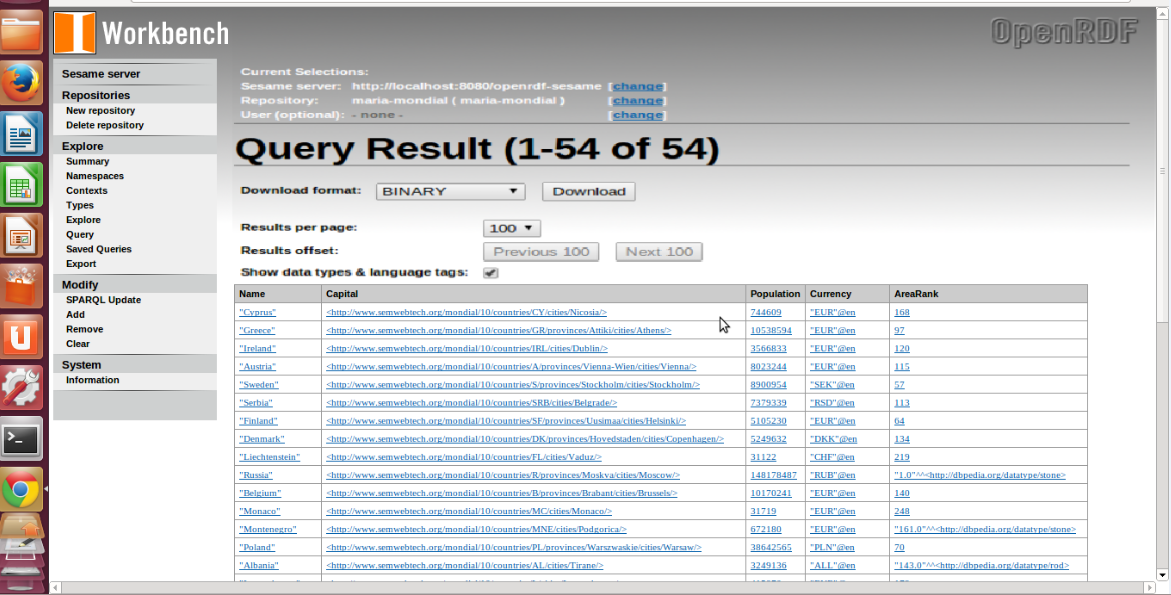 Workbench
OpenRDF
Current Selections:
Sesame server: http://localhost:8080/openrdf-sesame [change]
Repository: maria-mondial ( maria-mondial ) [change]
User (optional): - none - [change]
Sesame server
Repositories
New repository
Delete repository
Explore
Summary
Namespaces
Contexts
Types
Explore
Query
Saved Queries
Export
Modify
SPARQL Update
Add
Remove
Clear
System
Information
Query Result (1-54 of 54)
Download format: BINARY Download
Results per page: 100
Results offset: Previous 100 Next 100
Show data types & language tags:
Name Capital Population Currency AreaRank
"Cyprus" <http://www.semwebtech.org/mondial/10/countries/CY/cities/Nicosia/> 744609 "EUR"@en 168
"Greece" <http://www.semwebtech.org/mondial/10/countries/GR/provinces/Attiki/cities/Athens/> 10538594 "EUR"@en 97
"Ireland" <http://www.semwebtech.org/mondial/10/countries/IRL/cities/Dublin/> 3566833 "EUR"@en 120
"Austria" <http://www.semwebtech.org/mondial/10/countries/A/provinces/Vienna-Wien/cities/Vienna/> 8023244 "EUR"@en 115
"Sweden" <http://www.semwebtech.org/mondial/10/countries/S/provinces/Stockholm/cities/Stockholm/> 8900954 "SEK"@en 57
"Serbia" <http://www.semwebtech.org/mondial/10/countries/SRB/cities/Belgrade/> 7379339 "RSD"@en 113
"Finland" <http://www.semwebtech.org/mondial/10/countries/SF/provinces/Uusimaa/cities/Helsinki/> 5105230 "EUR"@en 64
"Denmark" <http://www.semwebtech.org/mondial/10/countries/DK/provinces/Hovedstaden/cities/Copenhagen/> 5249632 "DKK"@en 134
"Liechtenstein" <http://www.semwebtech.org/mondial/10/countries/FL/cities/Vaduz/> 31122 "CHF"@en 219
"Russia" <http://www.semwebtech.org/mondial/10/countries/R/provinces/Moskva/cities/Moscow/> 148178487 "RUB"@en "1.0"^^<http://dbpedia.org/datatype/stone>
"Belgium" <http://www.semwebtech.org/mondial/10/countries/B/provinces/Brabant/cities/Brussels/> 10170241 "EUR"@en 140
"Monaco" <http://www.semwebtech.org/mondial/10/countries/MC/cities/Monaco/> 31719 "EUR"@en 248
"Montenegro" <http://www.semwebtech.org/mondial/10/countries/MNE/cities/Podgorica/> 672180 "EUR"@en "161.0"^^<http://dbpedia.org/datatype/stone>
"Poland" <http://www.semwebtech.org/mondial/10/countries/PL/provinces/Warszwaskie/cities/Warsaw/> 38642565 "PLN"@en 70
"Albania" <http://www.semwebtech.org/mondial/10/countries/AL/cities/Tirane/> 3249136 "ALL"@en "143.0"^^<http://dbpedia.org/datatype/rod>